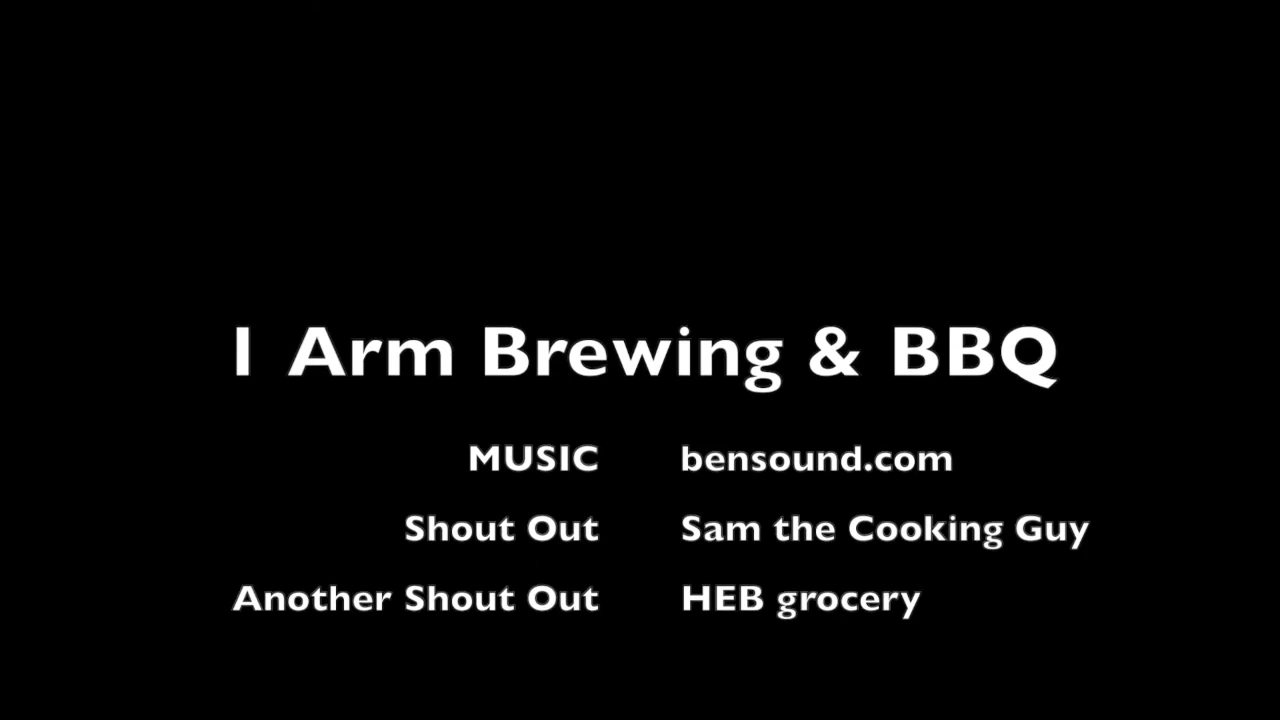 1 Arm Brewing & BBQ
MUSIC bensound.com
Shout Out Sam the Cooking Guy
Another Shout Out HEB grocery